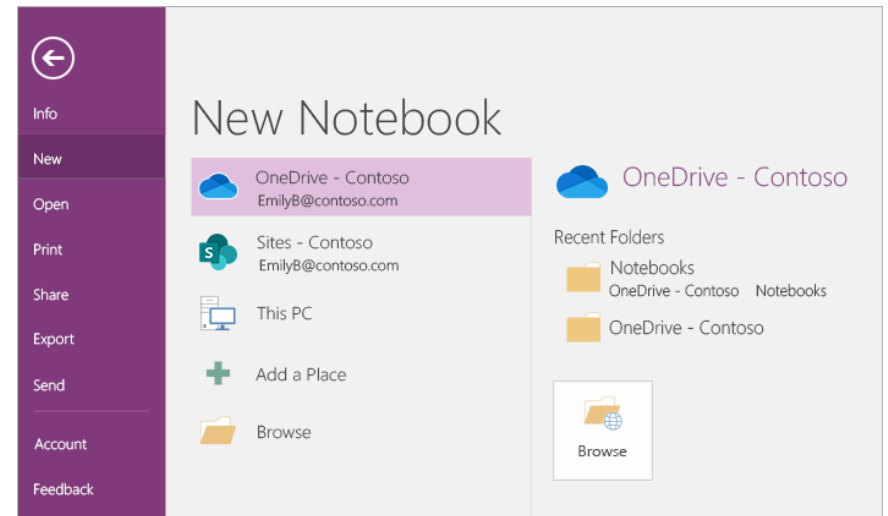 Info
New
Open
Print
Share
Export
Send
Account
Feedback
New Notebook
OneDrive - Contoso
EmilyB@contoso.com
S
Sites - Contoso
EmilyB@contoso.com
This PC
Add a Place
Browse
OneDrive - Contoso
Recent Folders
Notebooks
OneDrive - Contoso Notebooks
OneDrive - Contoso
Browse